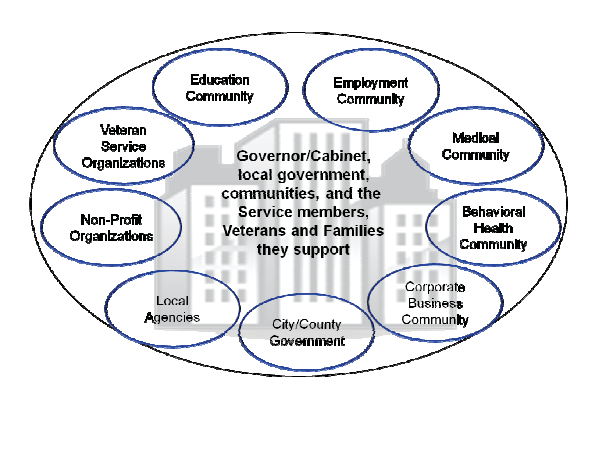 Education
Community
Employment
Community
Veteran
Service
Organizations
Medical
Community
Governor/Cabinet,
local government,
communities, and the
Service members,
Veterans and Families
they support
Non-Profit
Organizations
Behavioral
Health
Community
Local
Agencies
City/County
Government
Corporate
Business
Community